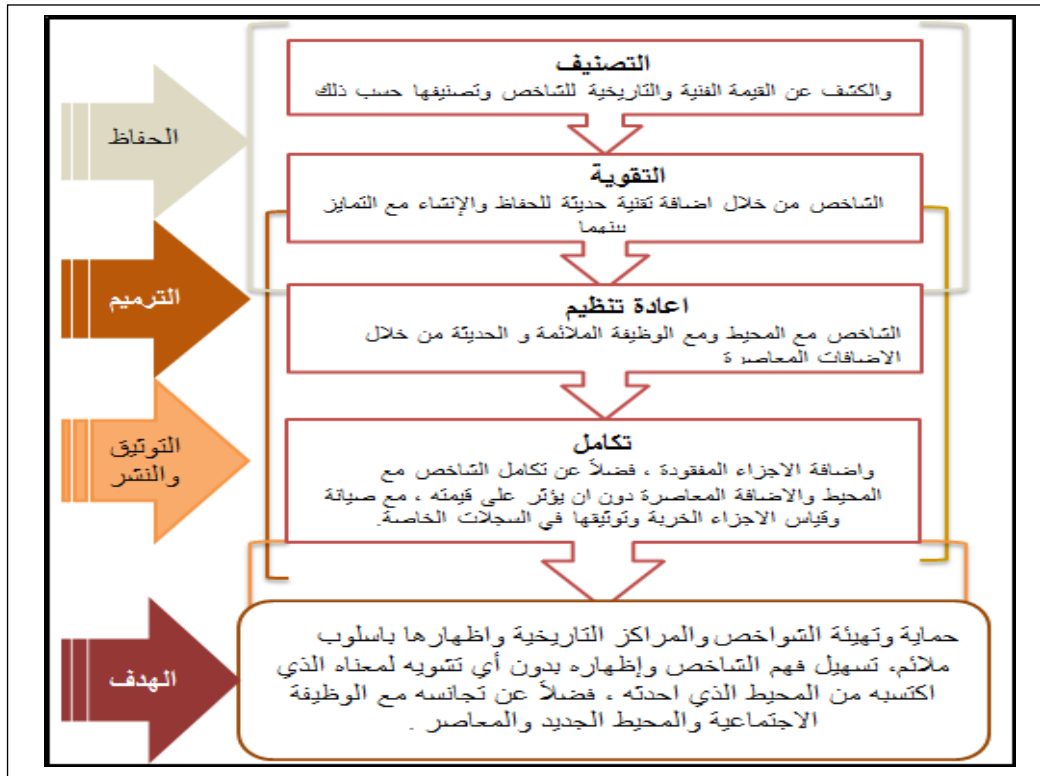 التصنيف
والكشف عن القيمة الفنية والتاريخية للشاخص وتصنيفها حسب ذلك
الحفاظ
التقوية
الشاخص من خلال اضافة تقنية حديثة للحفاظ والإنشاء مع التمايز
بينهما
الترميم
اعادة تنظيم
الشاخص مع المحيط ومع الوظيفة الملائمة و الحديثة من خلال
الاضافات المعاصرة
التوثيق
والنشر
تكامل
واضافة الاجزاء المفقودة ، فضلاً عن تكامل الشاخص مع
المحيط والاضافة المعاصرة دون ان يؤثر على قيمته ، مع صيانة
وقياس الاجزاء الخربة وتوثيقها في السجلات الخاصة.
الهدف
حماية وتهيئة الشواخص والمراكز التاريخية واظهارها باسلوب
ملائم، تسهيل فهم الشاخص وإظهاره بدون أي تشويه لمعناه الذي
اكتسبه من المحيط الذي احدثه ، فضلاً عن تجانسه مع الوظيفة
الاجتماعية والمحيط الجديد والمعاصر .